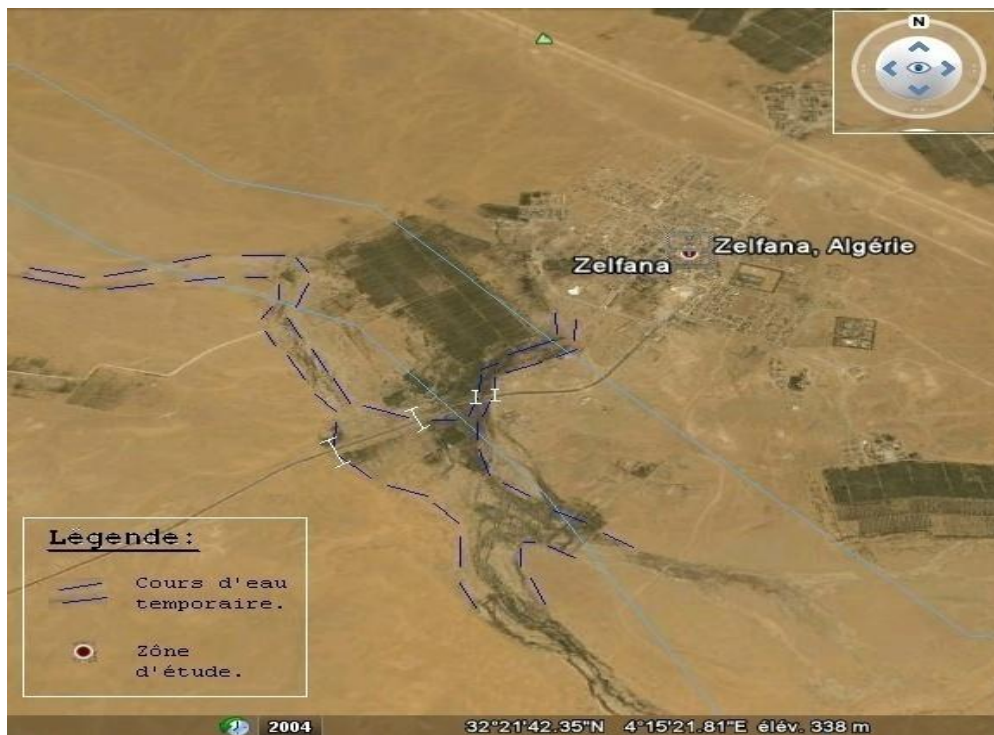 N
Zelfana, Algérie
Zelfana
Légende:
Cours d'eau
temporaire.
Zône
d'étude.
2004
32°21'42.35"N 4°15'21.81"E élév. 338 m